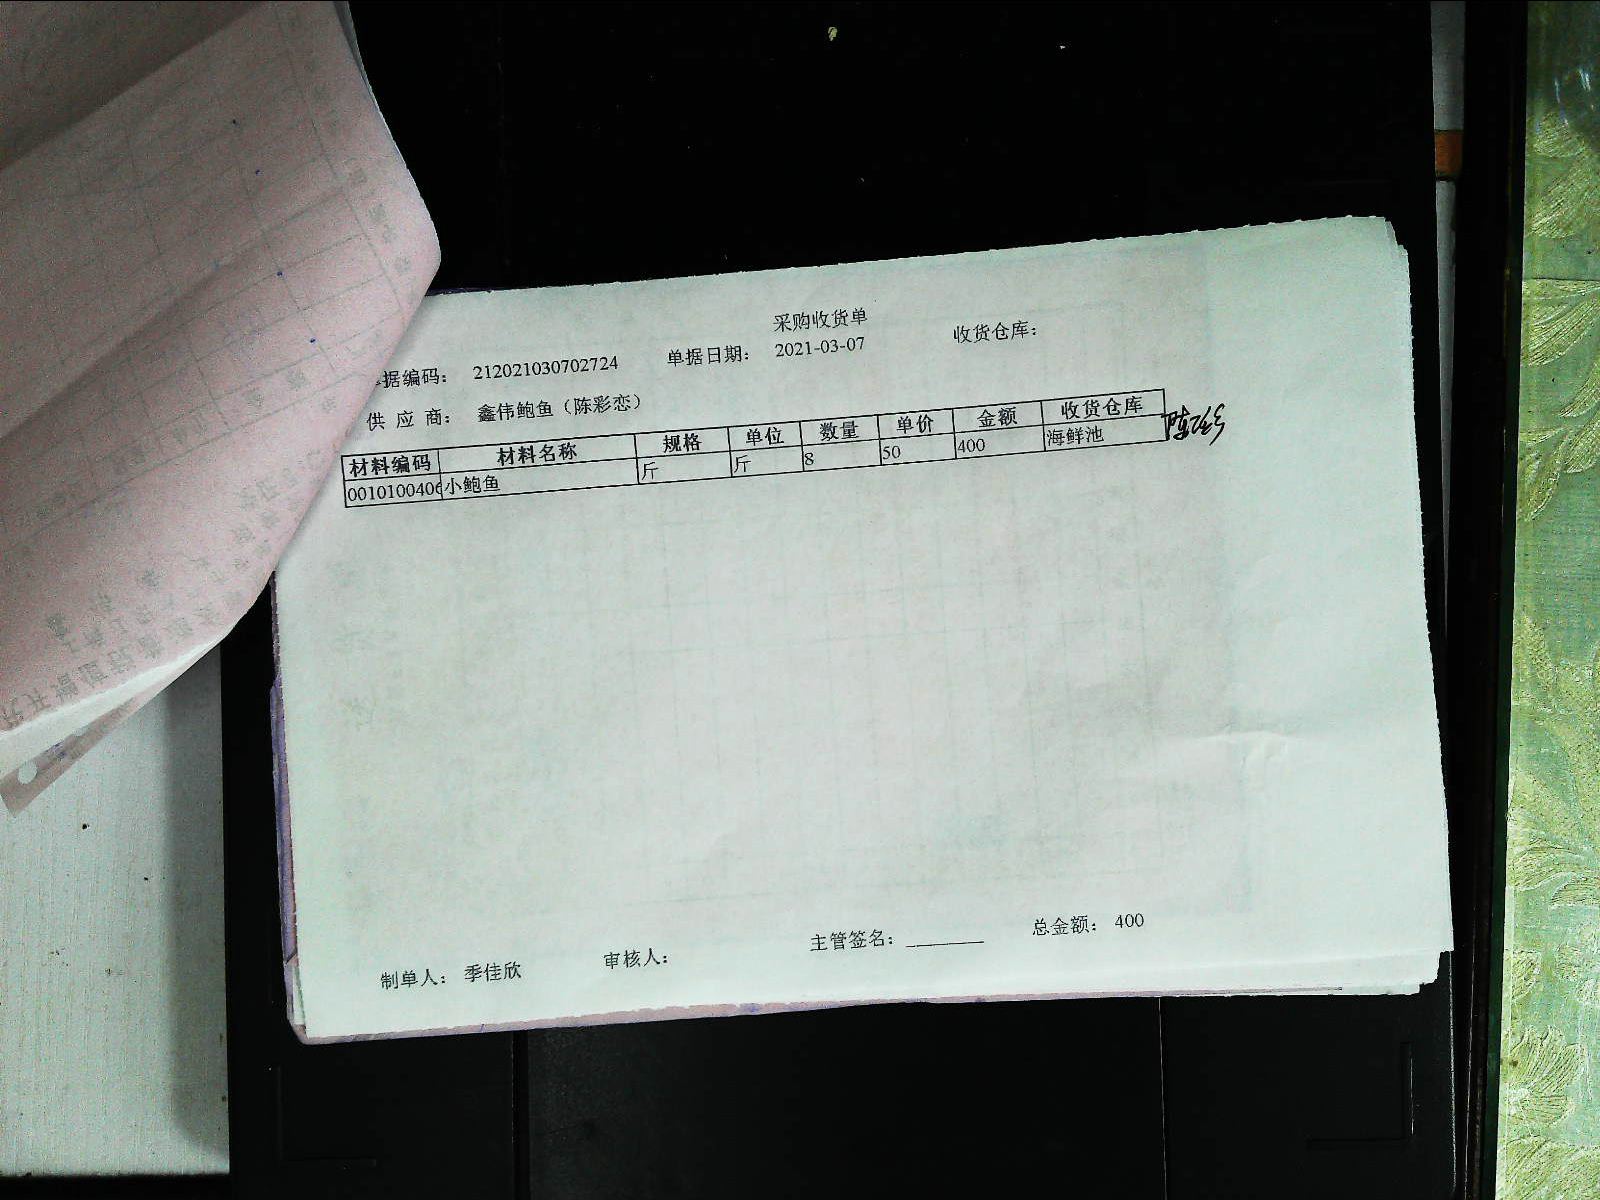 采购收货单
据编码: 212021030702724 单据日期: 2021-03-07 收货仓库:
供应商: 鑫伟鲍鱼(陈彩恋)
材料编码 材料名称 规格 单位 数量 单价 金额 收货仓库
0010100406 小鲍鱼 斤 斤 8 50 400 海鲜池
制单人: 季佳欣 审核人: 主管签名: ________ 总金额: 400